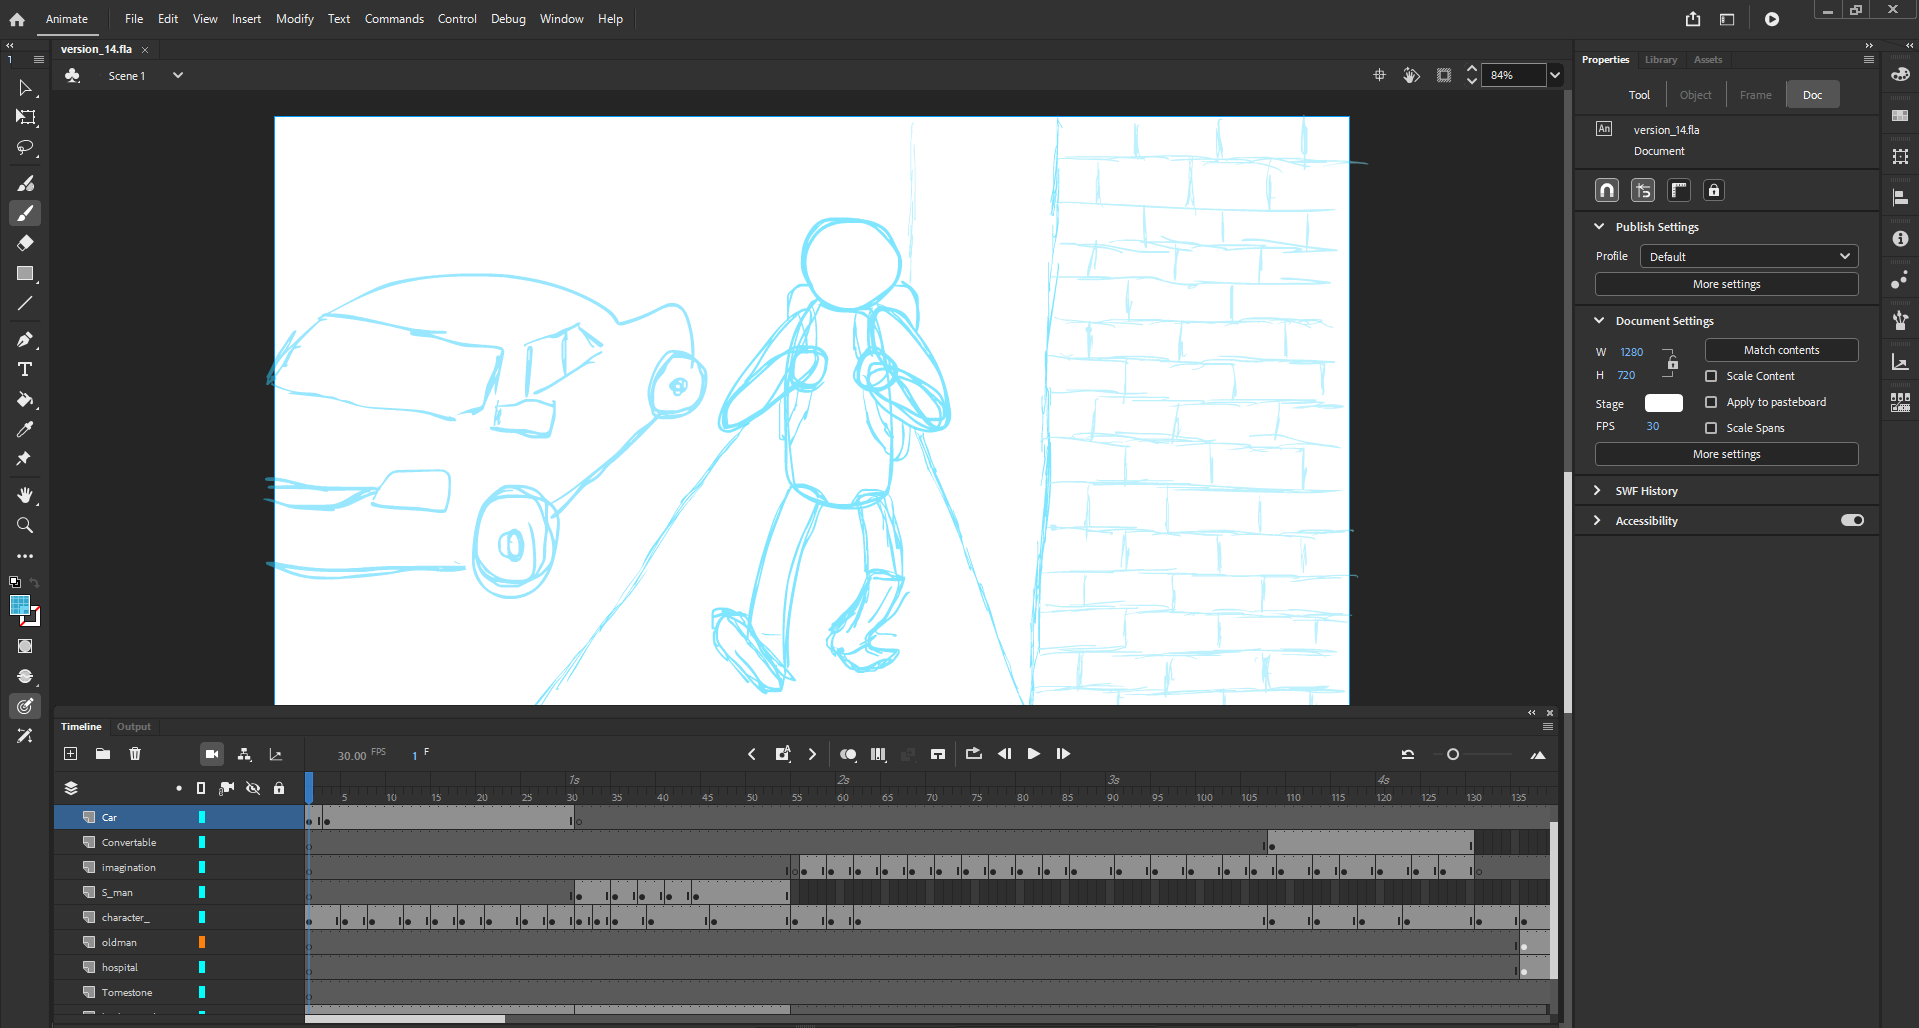 Animate File Edit View Insert Modify Text Commands Control Debug Window Help
version_14.fla
1
Scene 1
84%
Properties Library Assets
Tool Object Frame Doc
An version_14.fla
Document
Publish Settings
Profile Default
More settings
Document Settings
W 1280 Match contents
H 720 Scale Content
Stage Apply to pasteboard
FPS 30 Scale Spans
More settings
SWF History
Accessibility
T
Timeline Output
30.00 FPS 1 F
1s 2s 3s 4s
5 10 15 20 25 30 35 40 45 50 55 60 65 70 75 80 85 90 95 100 105 110 115 120 125 130 135
Car
Convertable
imagination
S_man
character_
oldman
hospital
Tomestone